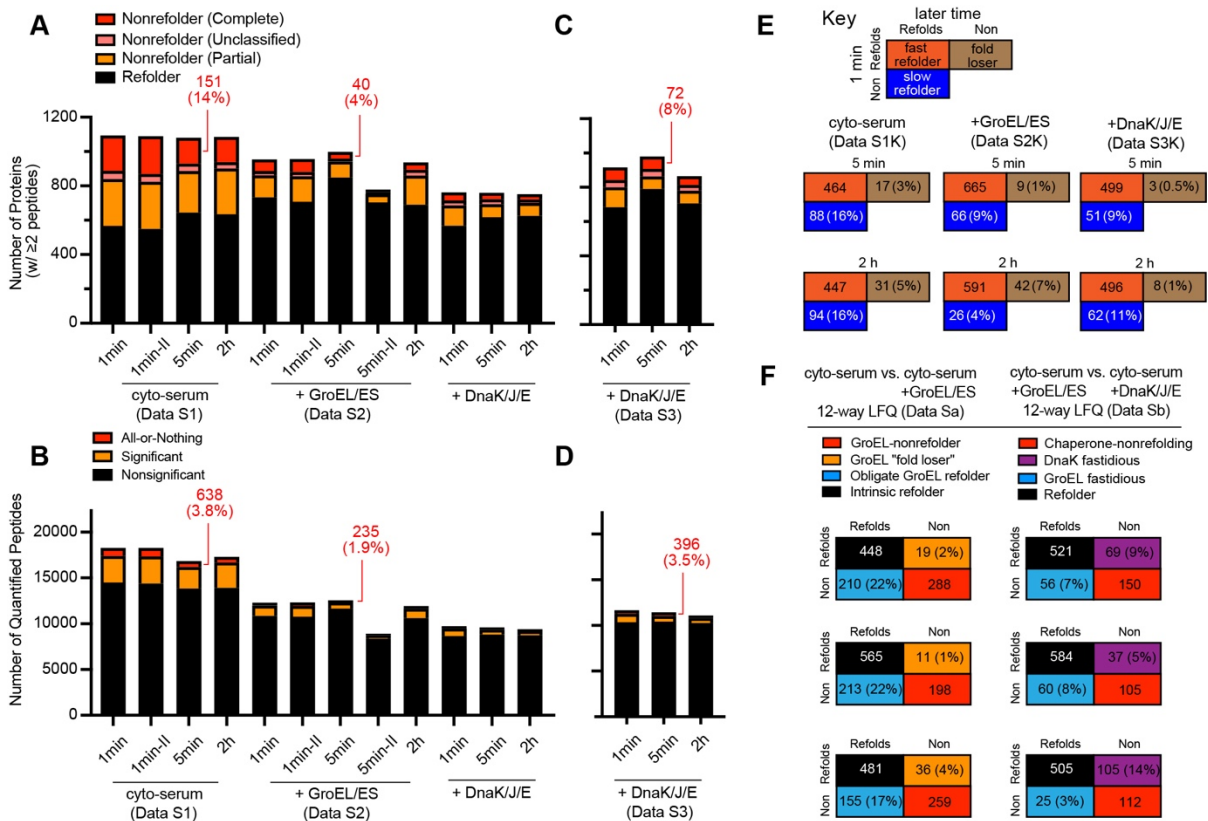 A
Nonrefolder (Complete)
Nonrefolder (Unclassified)
Nonrefolder (Partial)
Refolder
151
(14%)
40
(4%)
Number of Proteins
(w/ ≥2 peptides)
1200
800
400
0
1min
1min-II
5min
2h
1min
1min-II
5min
5min-II
2h
1min
5min
2h
cyto-serum
(Data S1)
+ GroEL/ES
(Data S2)
+ DnaK/J/E
C
72
(8%)
1min
5min
2h
+ DnaK/J/E
(Data S3)
B
All-or-Nothing
Significant
Nonsignificant
638
(3.8%)
235
(1.9%)
Number of Quantified Peptides
20000
15000
10000
5000
0
1min
1min-II
5min
2h
1min
1min-II
5min
5min-II
2h
1min
5min
2h
cyto-serum
(Data S1)
+ GroEL/ES
(Data S2)
+ DnaK/J/E
D
396
(3.5%)
1min
5min
2h
+ DnaK/J/E
(Data S3)
E
Key
later time
Refolds Non
1 min
Non Refolds
fast
refolder
fold
loser
slow
refolder
cyto-serum
(Data S1K)
+GroEL/ES
(Data S2K)
+DnaK/J/E
(Data S3K)
5 min
5 min
464 17 (3%) 665 9 (1%) 499 3 (0.5%)
88 (16%) 66 (9%) 51 (9%)
2 h
2 h
2 h
447 31 (5%) 591 42 (7%) 496 8 (1%)
94 (16%) 26 (4%) 62 (11%)
F
cyto-serum vs. cyto-serum
+GroEL/ES
12-way LFQ (Data Sa)
cyto-serum vs. cyto-serum
+GroEL/ES +DnaK/J/E
12-way LFQ (Data Sb)
GroEL-nonrefolder
GroEL "fold loser"
Obligate GroEL refolder
Intrinsic refolder
Chaperone-nonrefolding
DnaK fastidious
GroEL fastidious
Refolder
Refolds Non Refolds Non
Refolds 448 19 (2%) Refolds 521 69 (9%)
Non 210 (22%) 288 Non 56 (7%) 150
Refolds Non Refolds Non
Refolds 565 11 (1%) Refolds 584 37 (5%)
Non 213 (22%) 198 Non 60 (8%) 105
Refolds Non Refolds Non
Refolds 481 36 (4%) Refolds 505 105 (14%)
Non 155 (17%) 259 Non 25 (3%) 112